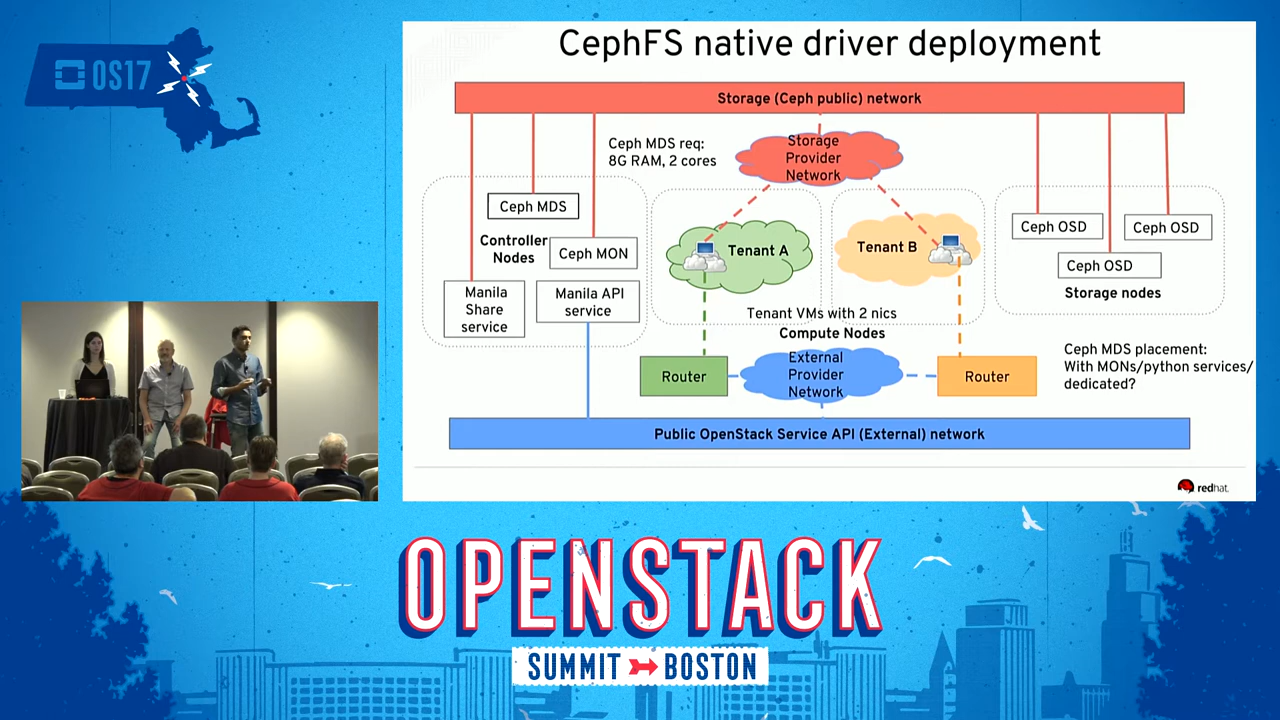 OS17
CephFS native driver deployment
Storage (Ceph public) network
Ceph MDS req:
8G RAM, 2 cores
Storage
Provider
Network
Ceph MDS
Controller
Nodes
Ceph MON
Manila
Share
service
Manila API
service
Tenant A
Tenant B
Tenant VMs with 2 nics
Compute Nodes
Ceph OSD
Ceph OSD
Ceph OSD
Storage nodes
Router
External
Provider
Network
Router
Ceph MDS placement:
With MONs/python services/
dedicated?
Public OpenStack Service API (External) network
redhat.
OPENSTACK
SUMMIT BOSTON